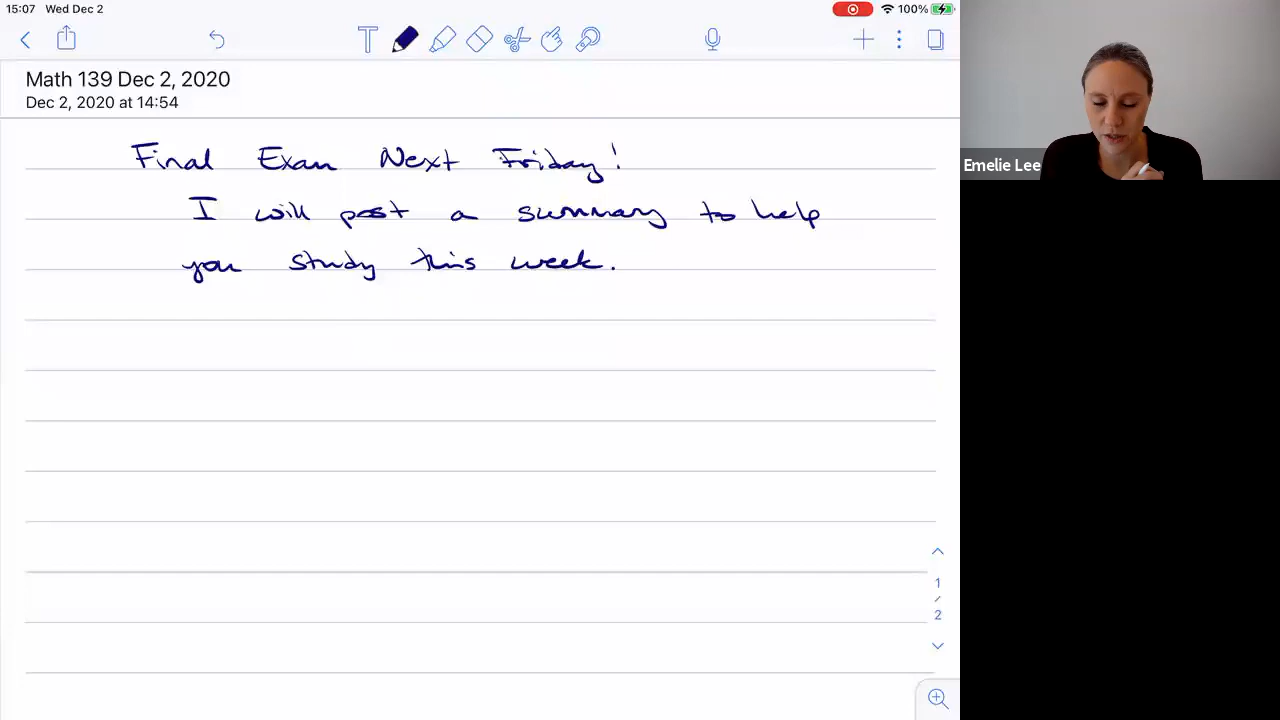 15:07 Wed Dec 2
100%
Math 139 Dec 2, 2020
Dec 2, 2020 at 14:54
Final Exam Next Friday!
I will post a summary to help
you study this week.
Emelie Lee
1
/
2